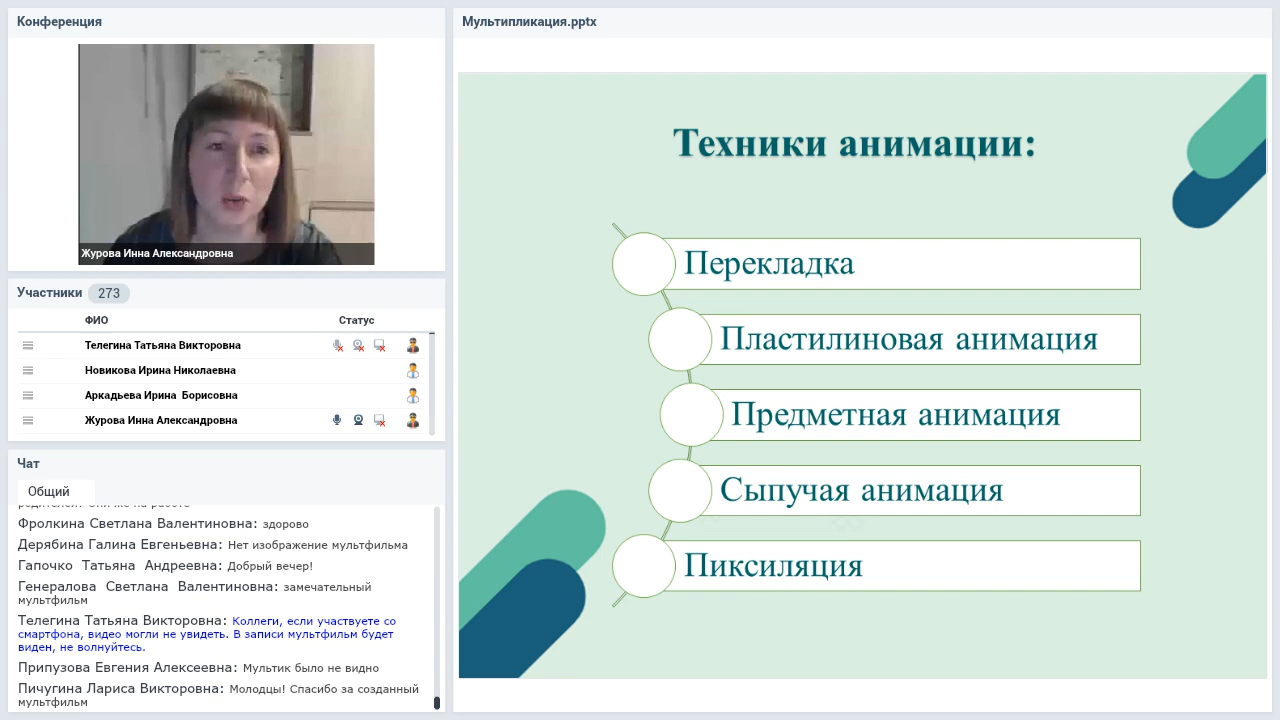 Конференция
Журова Инна Александровна
Участники 273
ФИО Статус
Телегина Татьяна Викторовна
Новикова Ирина Николаевна
Аркадьева Ирина Борисовна
Журова Инна Александровна
Чат
Общий
Фролкина Светлана Валентиновна: здорово
Дерябина Галина Евгеньевна: Нет изображение мультфильма
Гапочко Татьяна Андреевна: Добрый вечер!
Генералова Светлана Валентиновна: замечательный
мультфильм
Телегина Татьяна Викторовна: Коллеги, если участвуете со
смартфона, видео могли не увидеть. В записи мультфильм будет
виден, не волнуйтесь.
Припузова Евгения Алексеевна: Мультик было не видно
Пичугина Лариса Викторовна: Молодцы! Спасибо за созданный
мультфильм
Мультипликация.pptx
Техники анимации:
Перекладка
Пластилиновая анимация
Предметная анимация
Сыпучая анимация
Пиксиляция